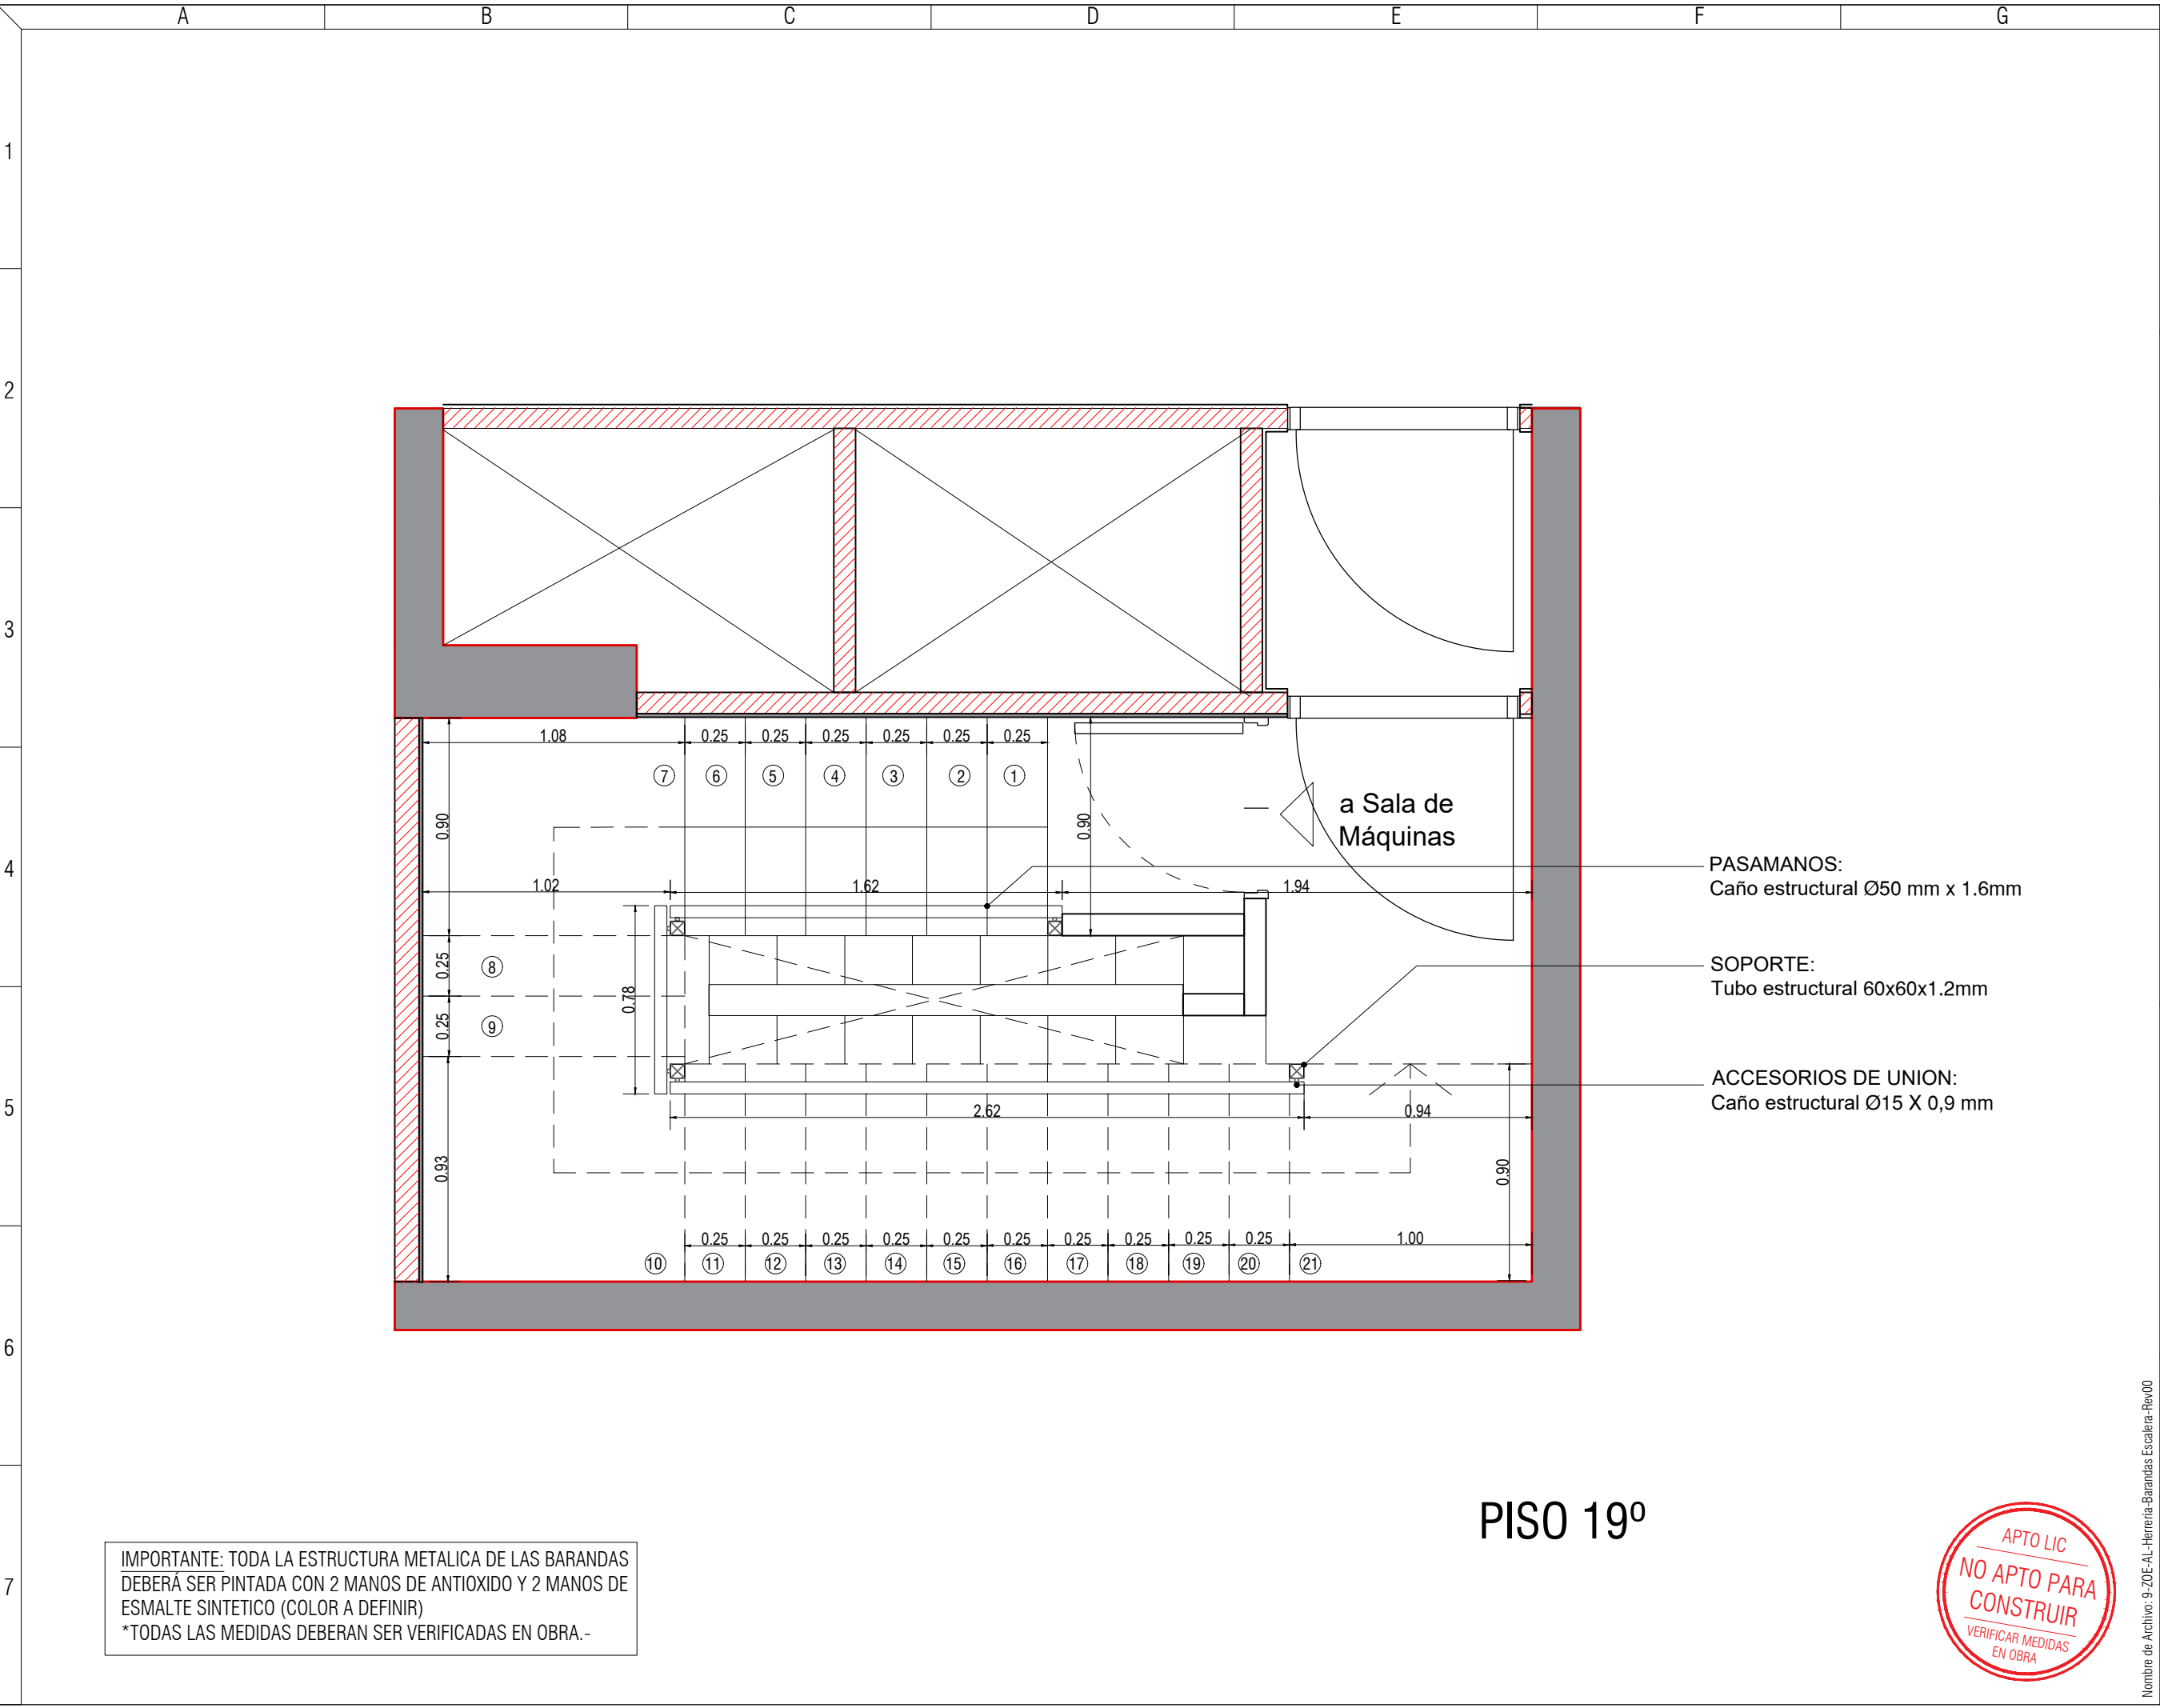 A B C D E F G
1
2
3
4
5
6
7
1.08 0.25 0.25 0.25 0.25 0.25 0.25
7 6 5 4 3 2 1
a Sala de
Máquinas
0.90 0.90
1.02 1.62 1.94
PASAMANOS:
Caño estructural Ø50 mm x 1.6mm
0.25 8
0.78
0.25 9
SOPORTE:
Tubo estructural 60x60x1.2mm
ACCESORIOS DE UNION:
Caño estructural Ø15 X 0,9 mm
2.62 0.94
0.93 0.90
0.25 0.25 0.25 0.25 0.25 0.25 0.25 0.25 0.25 0.25 1.00
10 11 12 13 14 15 16 17 18 19 20 21
PISO 19º
IMPORTANTE: TODA LA ESTRUCTURA METALICA DE LAS BARANDAS
DEBERÁ SER PINTADA CON 2 MANOS DE ANTIOXIDO Y 2 MANOS DE
ESMALTE SINTETICO (COLOR A DEFINIR)
*TODAS LAS MEDIDAS DEBERAN SER VERIFICADAS EN OBRA.-
APTO LIC
NO APTO PARA
CONSTRUIR
VERIFICAR MEDIDAS
EN OBRA
Nombre de Archivo: 9-ZOE-AL-Herreria-Barandas Escalera-Rev00